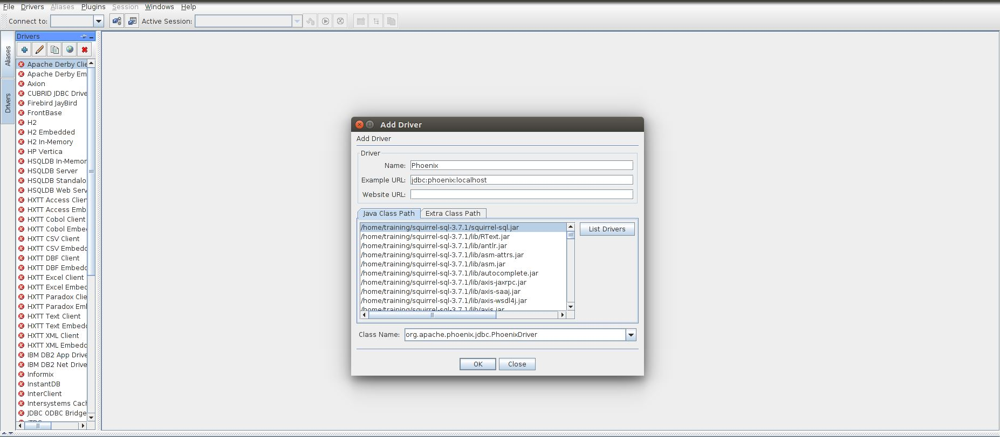 File Drivers Aliases Plugins Session Windows Help
Connect to: Active Session:
Aliases
Drivers
Drivers
Apache Derby Clie
Apache Derby Em
Axion
CUBRID JDBC Drive
Firebird JayBird
FrontBase
H2
H2 Embedded
H2 In-Memory
HP Vertica
HSQLDB In-Memor
HSQLDB Server
HSQLDB Standalo
HSQLDB Web Serv
HXTT Access Clien
HXTT Access Emb
HXTT Cobol Client
HXTT Cobol Embe
HXTT CSV Client
HXTT CSV Embedd
HXTT DBF Client
HXTT DBF Embedd
HXTT Excel Client
HXTT Excel Embed
HXTT Paradox Clie
HXTT Paradox Eml
HXTT Text Client
HXTT Text Embedd
HXTT XML Client
HXTT XML Embedd
IBM DB2 App Drive
IBM DB2 Net Drive
Informix
InstantDB
InterClient
Intersystems Cach
JDBC ODBC Bridge
jTDS
Add Driver
Add Driver
Driver
Name: Phoenix
Example URL: jdbc:phoenix:localhost
Website URL:
Java Class Path Extra Class Path
/home/training/squirrel-sql-3.7.1/squirrel-sql.jar
/home/training/squirrel-sql-3.7.1/lib/RText.jar
/home/training/squirrel-sql-3.7.1/lib/antlr.jar
/home/training/squirrel-sql-3.7.1/lib/asm-attrs.jar
/home/training/squirrel-sql-3.7.1/lib/asm.jar
/home/training/squirrel-sql-3.7.1/lib/autocomplete.jar
/home/training/squirrel-sql-3.7.1/lib/axis-jaxrpc.jar
/home/training/squirrel-sql-3.7.1/lib/axis-saaj.jar
/home/training/squirrel-sql-3.7.1/lib/axis-wsdl4j.jar
/home/training/squirrel-sql-3.7.1/lib/axis.jar
List Drivers
Class Name: org.apache.phoenix.jdbc.PhoenixDriver
OK Close